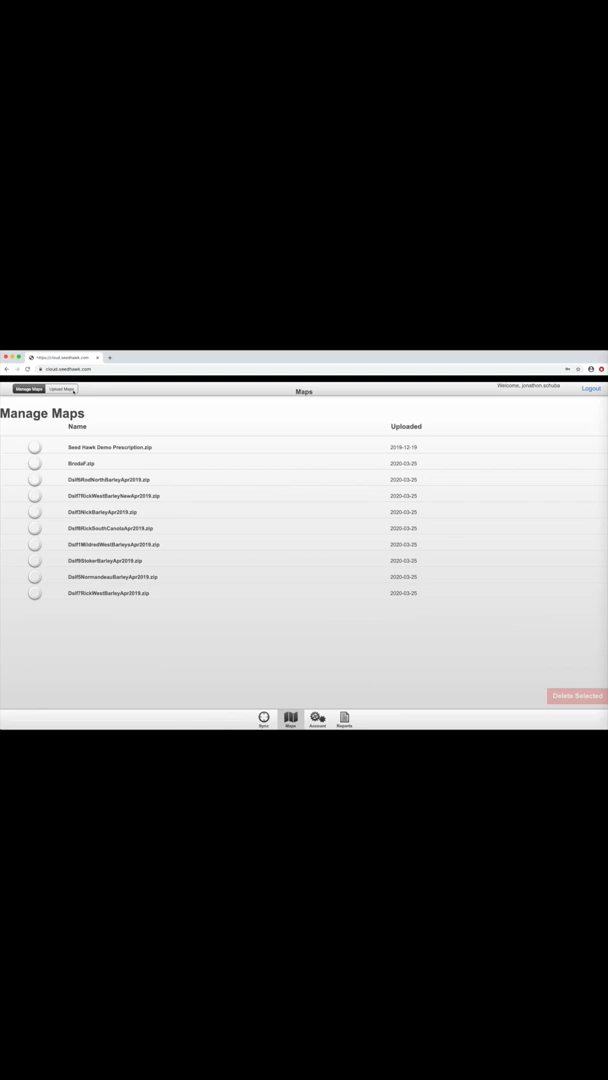 https://cloud.seedhawk.com
cloud.seedhawk.com
Manage Maps Upload Maps
Maps
Welcome, jonathon.schuba
Logout
Manage Maps
Name Uploaded
Seed Hawk Demo Prescription.zip 2019-12-19
BrodaF.zip 2020-03-25
Dslf6RodNorthBarleyApr2019.zip 2020-03-25
Dslf7RickWestBarleyNewApr2019.zip 2020-03-25
Dslf3NickBarleyApr2019.zip 2020-03-25
Dslf8RickSouthCanolaApr2019.zip 2020-03-25
Dslf1MildredWestBarleysApr2019.zip 2020-03-25
Dslf9StokerBarleyApr2019.zip 2020-03-25
Dslf5NormandeauBarleyApr2019.zip 2020-03-25
Dslf7RickWestBarleyApr2019.zip 2020-03-25
Delete Selected
Sync Maps Account Reports